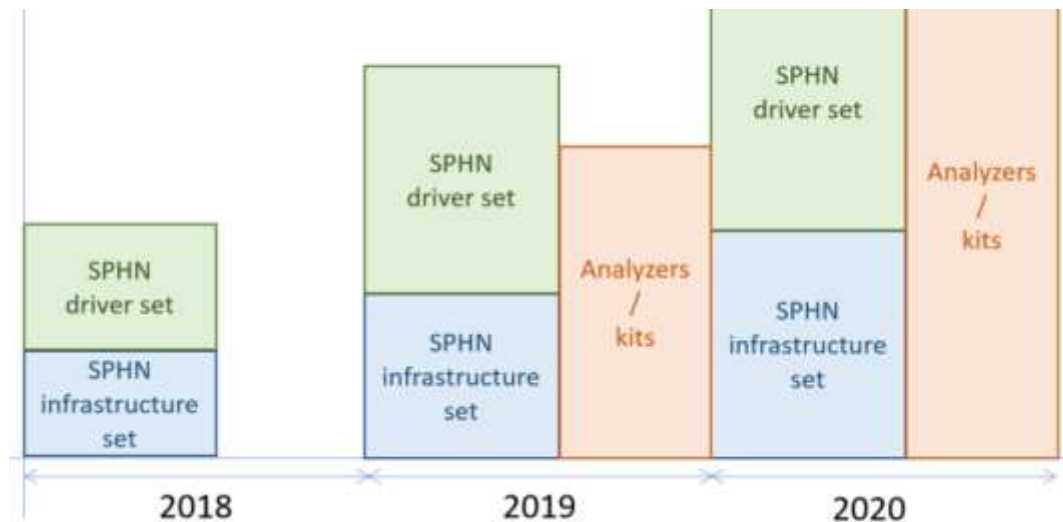 SPHN
driver set
SPHN
infrastructure
set
SPHN
driver set
SPHN
infrastructure
set
Analyzers
/
kits
SPHN
driver set
SPHN
infrastructure
set
Analyzers
/
kits
2018
2019
2020